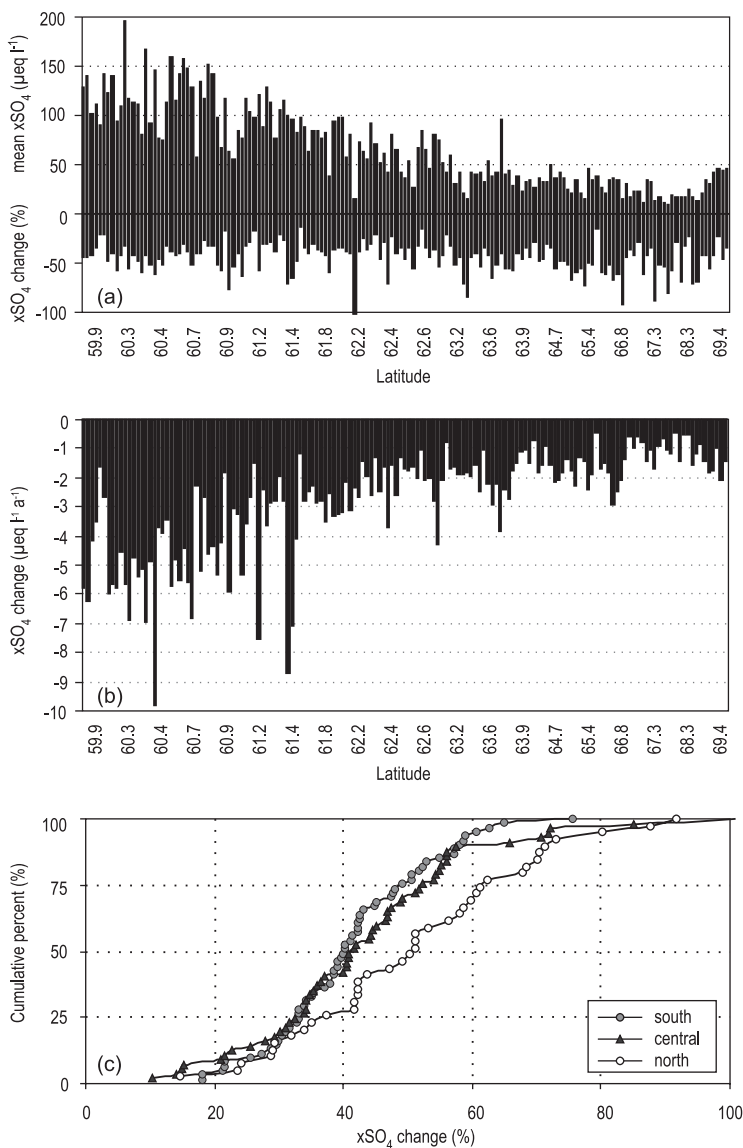 mean xSO4 (µeq l-1)
xSO4 change (%)
200
150
100
50
0
-50
-100
(a)
59.9 60.3 60.4 60.7 60.9 61.2 61.4 61.8 62.2 62.4 62.6 63.2 63.6 63.9 64.7 65.4 66.8 67.3 68.3 69.4
Latitude
xSO4 change (µeq l-1 a-1)
0
-1
-2
-3
-4
-5
-6
-7
-8
-9
-10
(b)
59.9 60.3 60.4 60.7 60.9 61.2 61.4 61.8 62.2 62.4 62.6 63.2 63.6 63.9 64.7 65.4 66.8 67.3 68.3 69.4
Latitude
Cumulative percent (%)
100
75
50
25
0
(c)
south
central
north
0 20 40 60 80 100
xSO4 change (%)